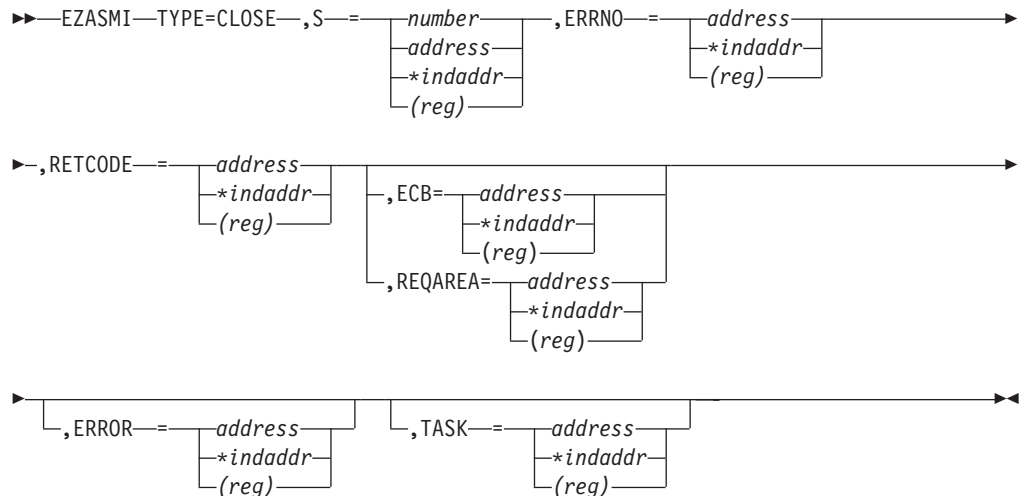 EZASMI TYPE=CLOSE ,S = number ,ERRNO = address
address *indaddr
*indaddr (reg)
(reg)
,RETCODE = address
*indaddr ,ECB= address
(reg) *indaddr
(reg)
,REQAREA= address
*indaddr
(reg)
,ERROR = address ,TASK = address
*indaddr *indaddr
(reg) (reg)